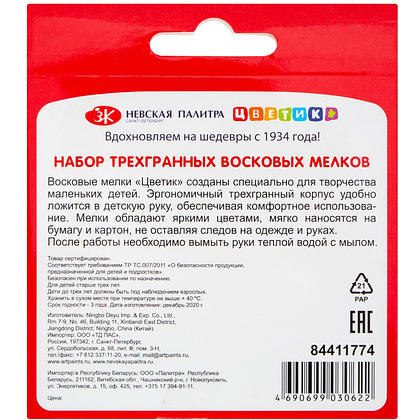 ЗК НЕВСКАЯ ПАЛИТРА ЦВЕТИК
САНКТ-ПЕТЕРБУРГ
Вдохновляем на шедевры с 1934 года!
НАБОР ТРЕХГРАННЫХ ВОСКОВЫХ МЕЛКОВ
Восковые мелки «Цветик» созданы специально для творчества
маленьких детей. Эргономичный трехгранный корпус удобно
ложится в детскую руку, обеспечивая комфортное использова-
ние. Мелки обладают яркими цветами, мягко наносятся на
бумагу и картон, не оставляя следов на одежде и руках.
После работы необходимо вымыть руки теплой водой с мылом.
Товар сертифицирован.
Соответствует требованиям ТР ТС 007/2011 «О безопасности продукции,
предназначенной для детей и подростков».
Безопасен при использовании по назначению.
Для детей старше трех лет.
Дети до трех лет должны быть под наблюдением взрослых.
Хранить в сухом месте при температуре не выше + 40 °C.
Срок годности - 3 года. Дата изготовления: декабрь 2020 г.
Изготовитель: Ningbo Deyu Imp. & Exp. Co., Ltd.
Rm 7-9, No. 46, Building 11, Xintiandi East District,
Jiangdong District, Ningbo, China (Китай).
Импортер в России: ООО «ТД ПАС»,
Россия, 197342, г. Санкт-Петербург,
ул. Сердобольская, д. 68, лит. Ф, пом. 3-Н,
тел.: +7 812 337-11-20, e-mail: info@artpaints.ru
www.artpaints.ru, www.nevskayapalitra.ru
Импортер в Республику Беларусь: ООО «Палитра» Республика
Беларусь, 211162, Витебская обл., Чашникский р-н, г. Новолукомль,
ул. Энергетиков, д. 15, оф. 425, тел. +375 17 394-91-11.
21
PAP
EAC
84411774
4 690699 030622